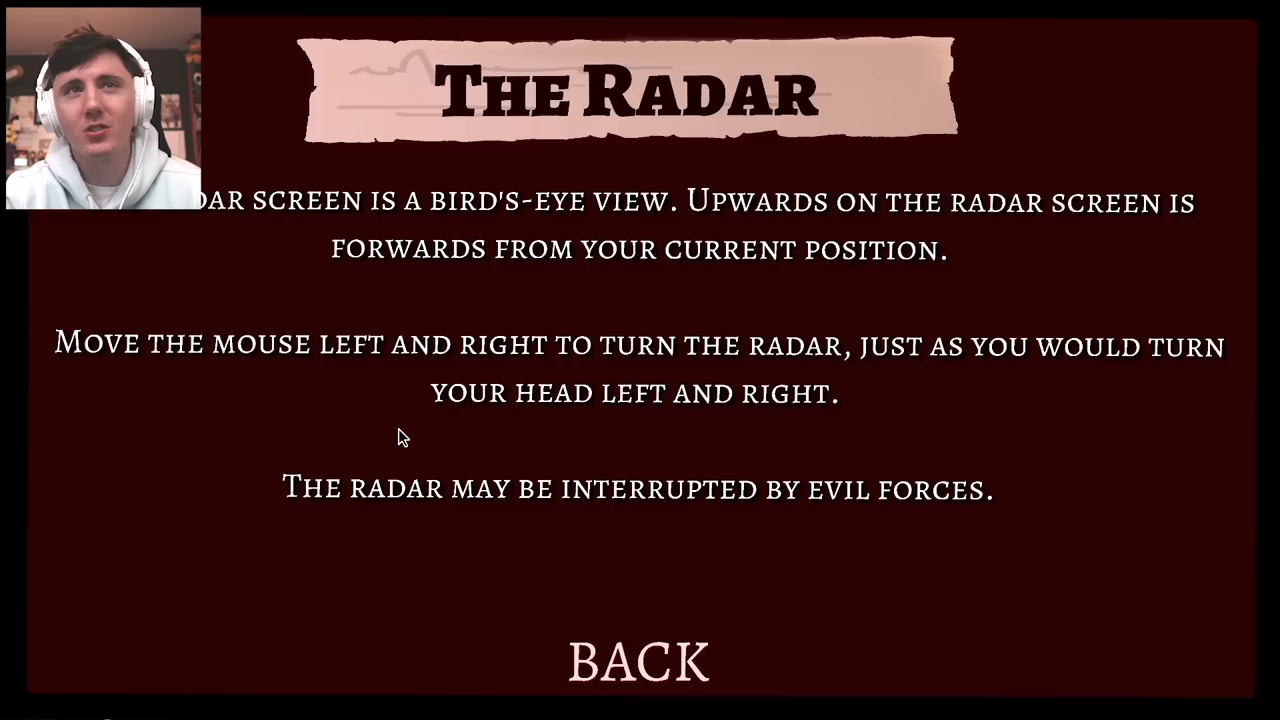 The Radar
screen is a bird's-eye view. Upwards on the radar screen is
forwards from your current position.
Move the mouse left and right to turn the radar, just as you would turn
your head left and right.
The radar may be interrupted by evil forces.
BACK